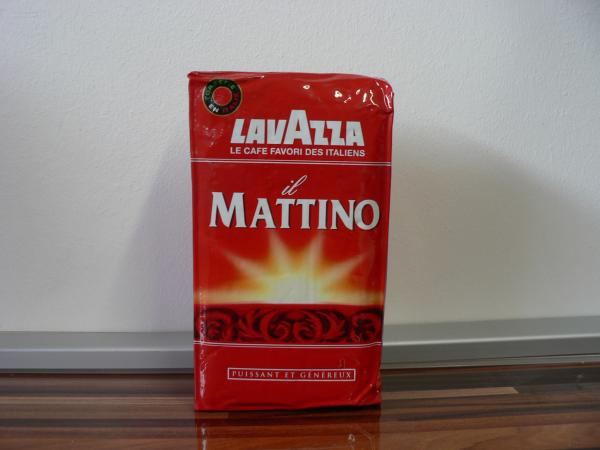 LAVAZZA
LE CAFE FAVORI DES ITALIENS
il
MATTINO
PUISSANT ET GÉNÉREUX